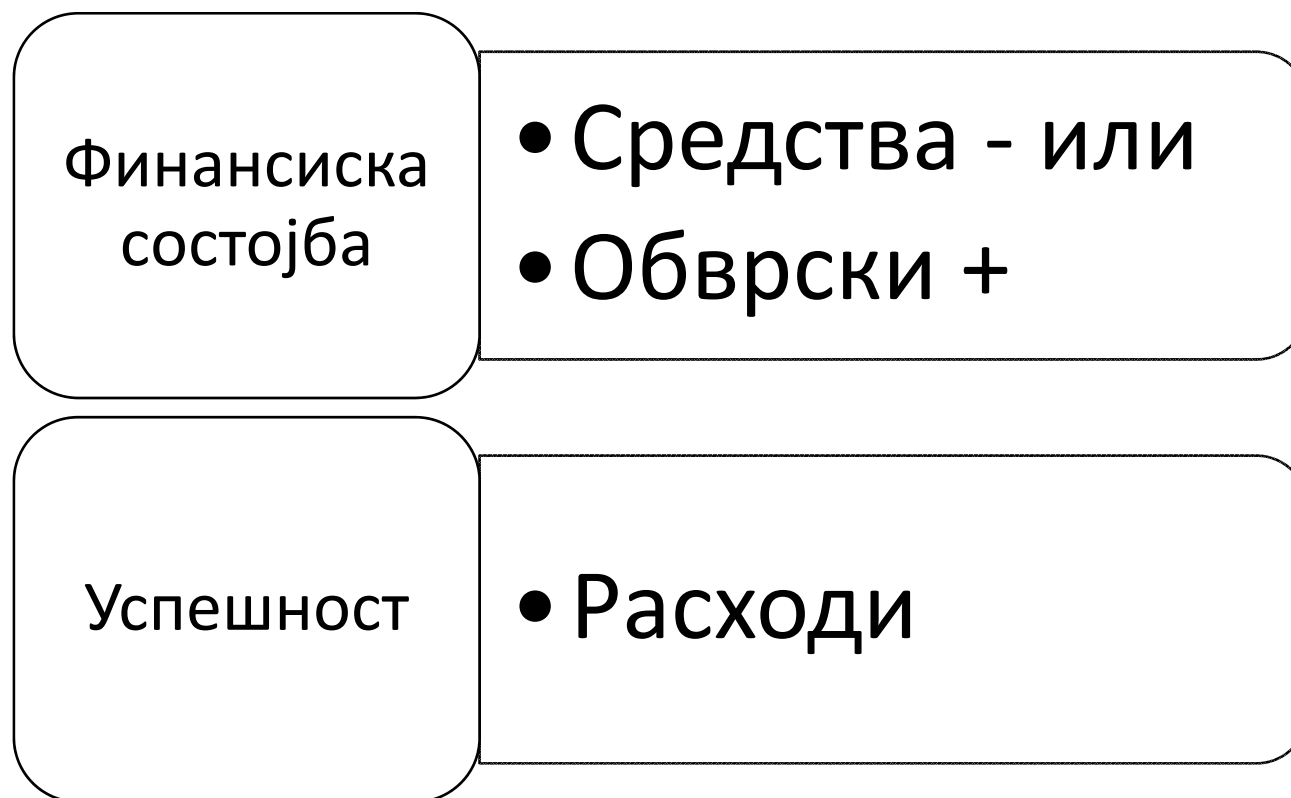 Финансиска
состојба
• Средства - или
• Обврски +
Успешност
• Расходи